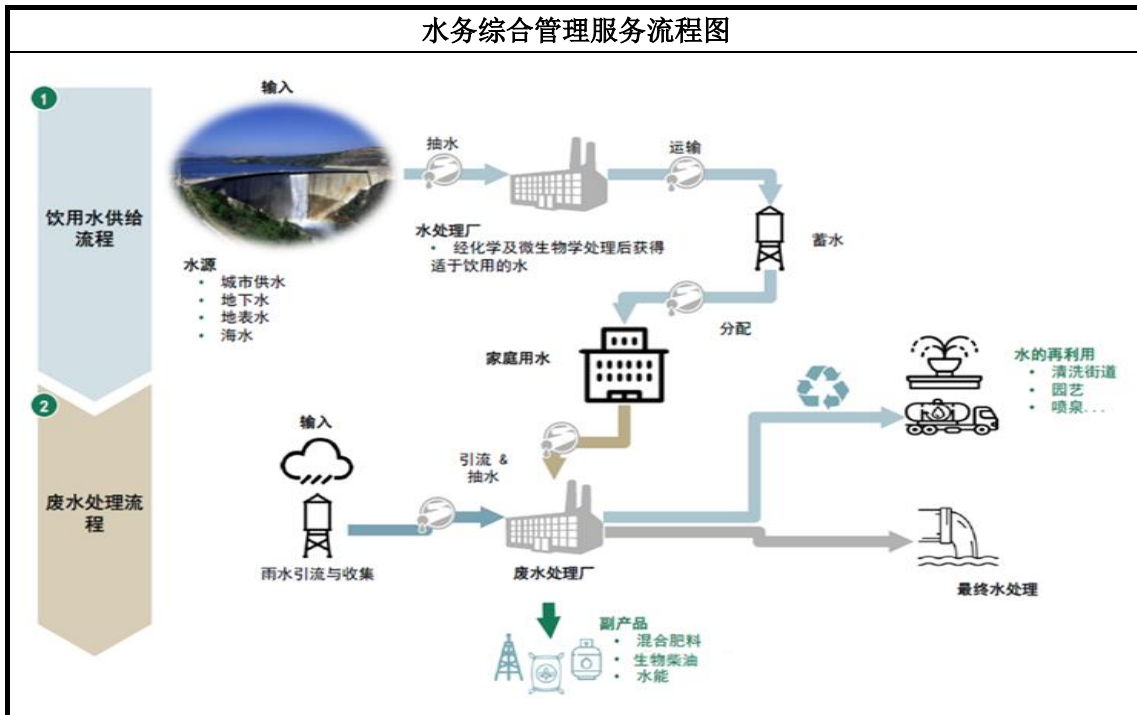 水务综合管理服务流程图
1
输入
抽水
运输
饮用水供给
流程
水处理厂
• 经化学及微生物学处理后获得
适于饮用的水
蓄水
水源
• 城市供水
• 地下水
• 地表水
• 海水
分配
家庭用水
水的再利用
• 清洗街道
• 园艺
• 喷泉...
2
输入
引流 &
抽水
废水处理流
程
雨水引流与收集
废水处理厂
最终水处理
副产品
• 混合肥料
• 生物柴油
• 水能